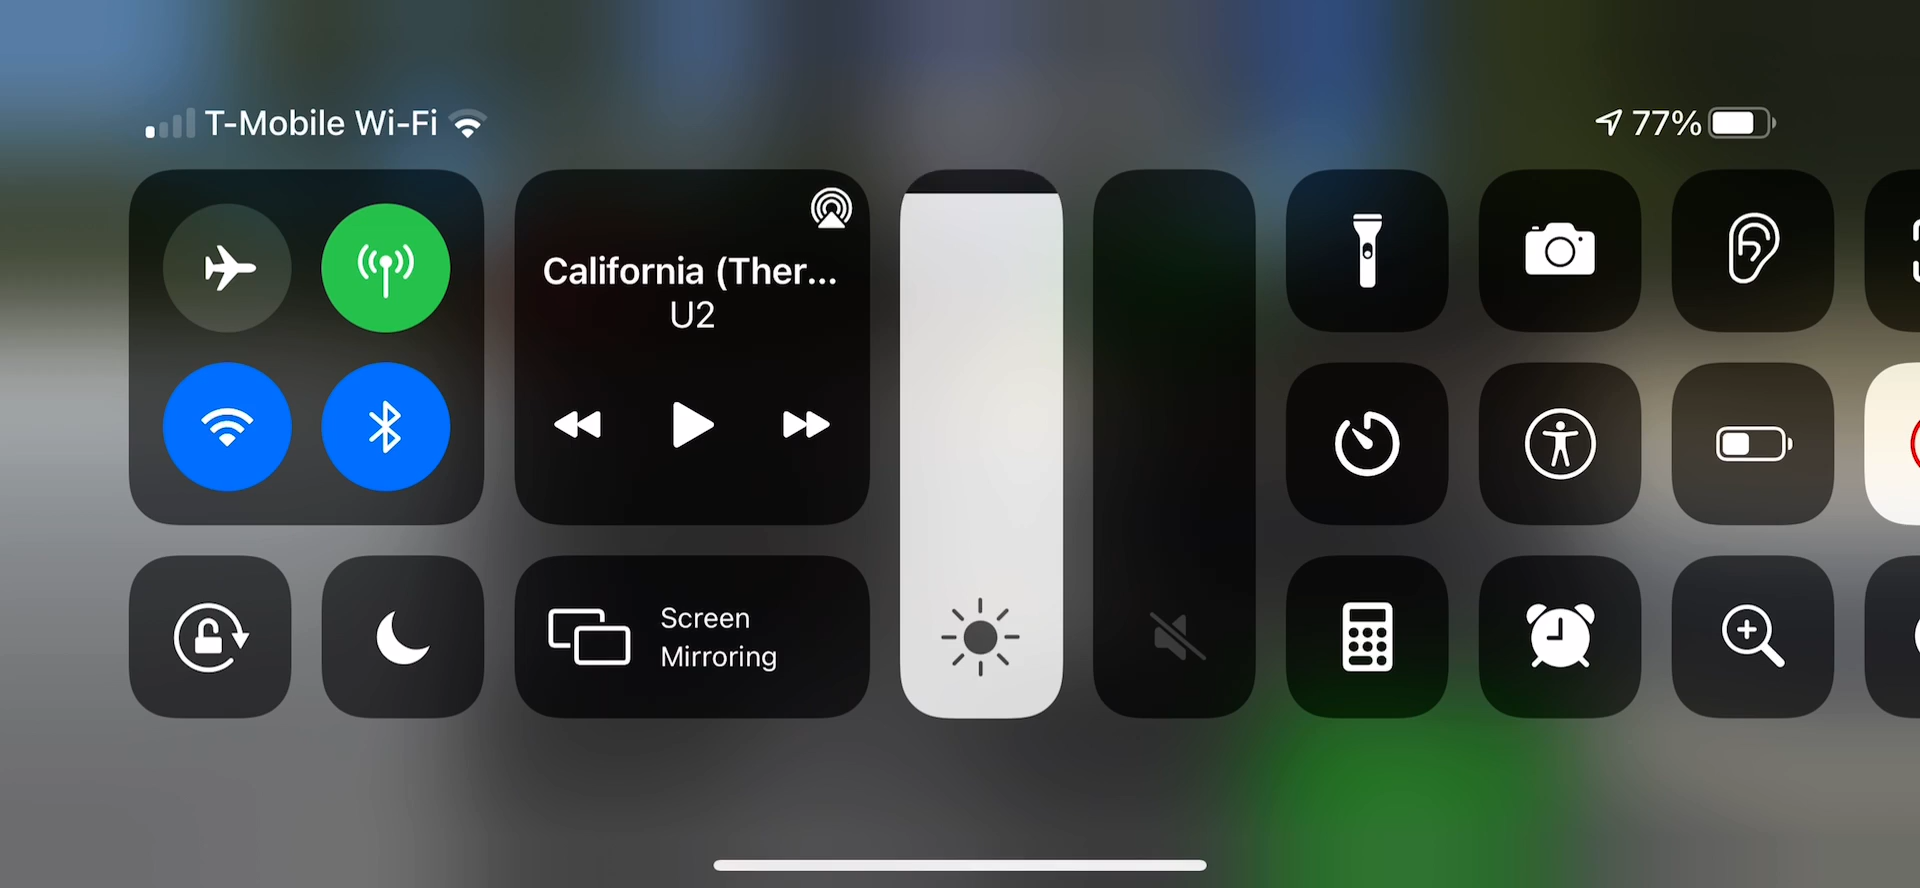 T-Mobile Wi-Fi
77%
California (Ther...
U2
Screen
Mirroring